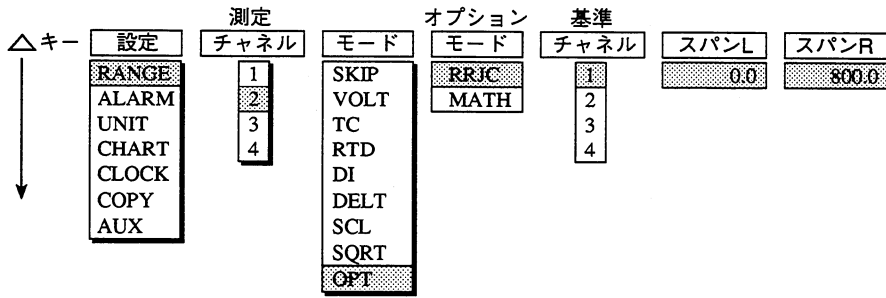 測定 オプション 基準
△キー 設定 チャネル モード モード チャネル スパンL スパンR
RANGE 1 SKIP RRJC 1 0.0 800.0
ALARM 2 VOLT MATH 2
UNIT 3 TC 3
CHART 4 RTD 4
CLOCK DI
COPY DELT
AUX SCL
SQRT
OPT